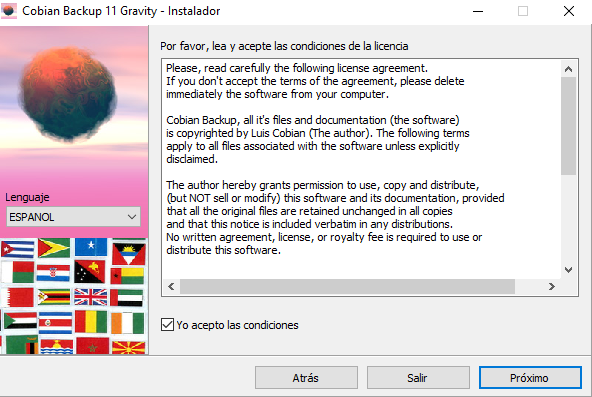 Cobian Backup 11 Gravity - Instalador
Por favor, lea y acepte las condiciones de la licencia
Please, read carefully the following license agreement.
If you don't accept the terms of the agreement, please delete
immediately the software from your computer.
Cobian Backup, all it's files and documentation (the software)
is copyrighted by Luis Cobian (The author). The following terms
apply to all files associated with the software unless explicitly
disclaimed.
The author hereby grants permission to use, copy and distribute,
(but NOT sell or modify) this software and its documentation, provided
that all the original files are retained unchanged in all copies
and that this notice is included verbatim in any distributions.
No written agreement, license, or royalty fee is required to use or
distribute this software.
Lenguaje
ESPANOL
Yo acepto las condiciones
Atrás
Salir
Próximo